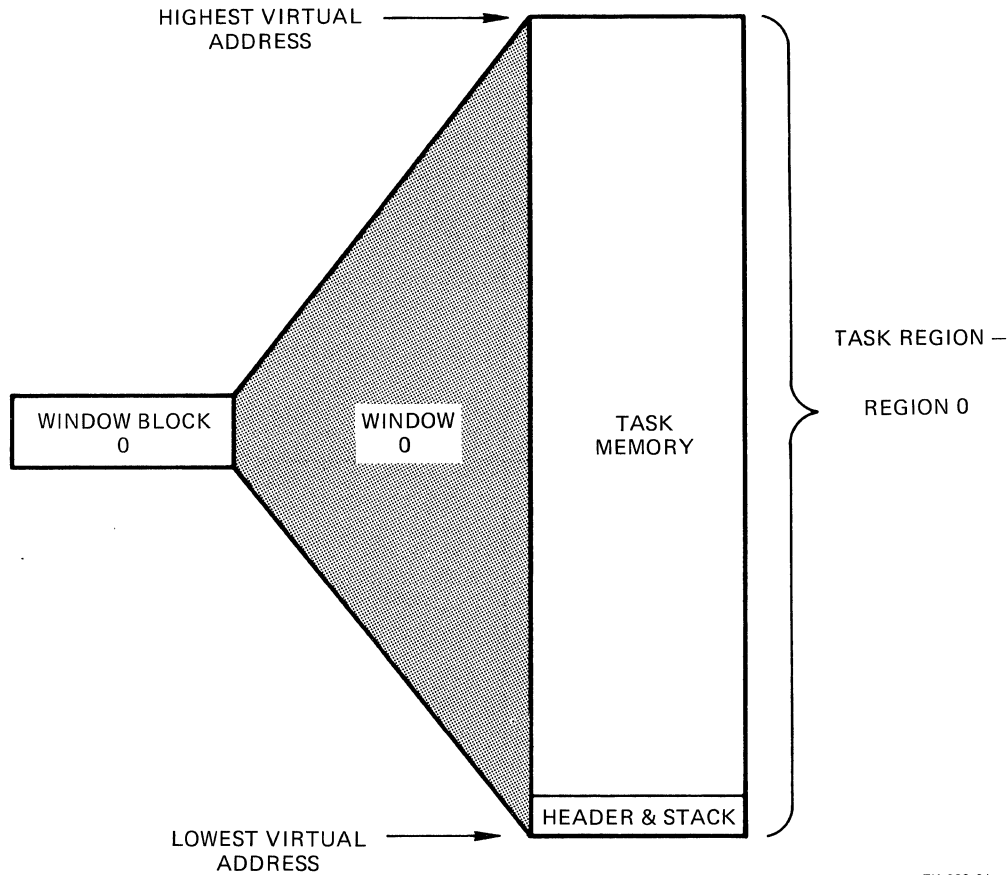 HIGHEST VIRTUAL
ADDRESS
TASK REGION —
REGION 0
WINDOW BLOCK
0
WINDOW
0
TASK
MEMORY
HEADER & STACK
LOWEST VIRTUAL
ADDRESS